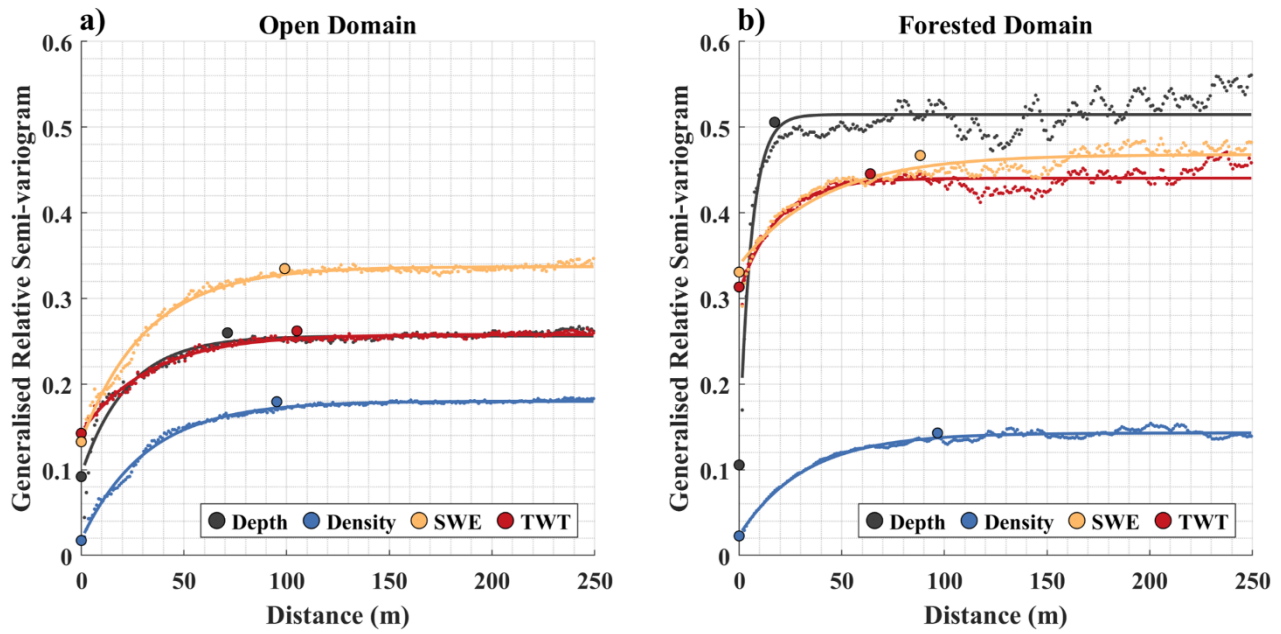 a)
Open Domain
Generalised Relative Semi-variogram
0.6
0.5
0.4
0.3
0.2
0.1
0
Depth Density SWE TWT
0 50 100 150 200 250
Distance (m)
b)
Forested Domain
Generalised Relative Semi-variogram
0.6
0.5
0.4
0.3
0.2
0.1
0
Depth Density SWE TWT
0 50 100 150 200 250
Distance (m)